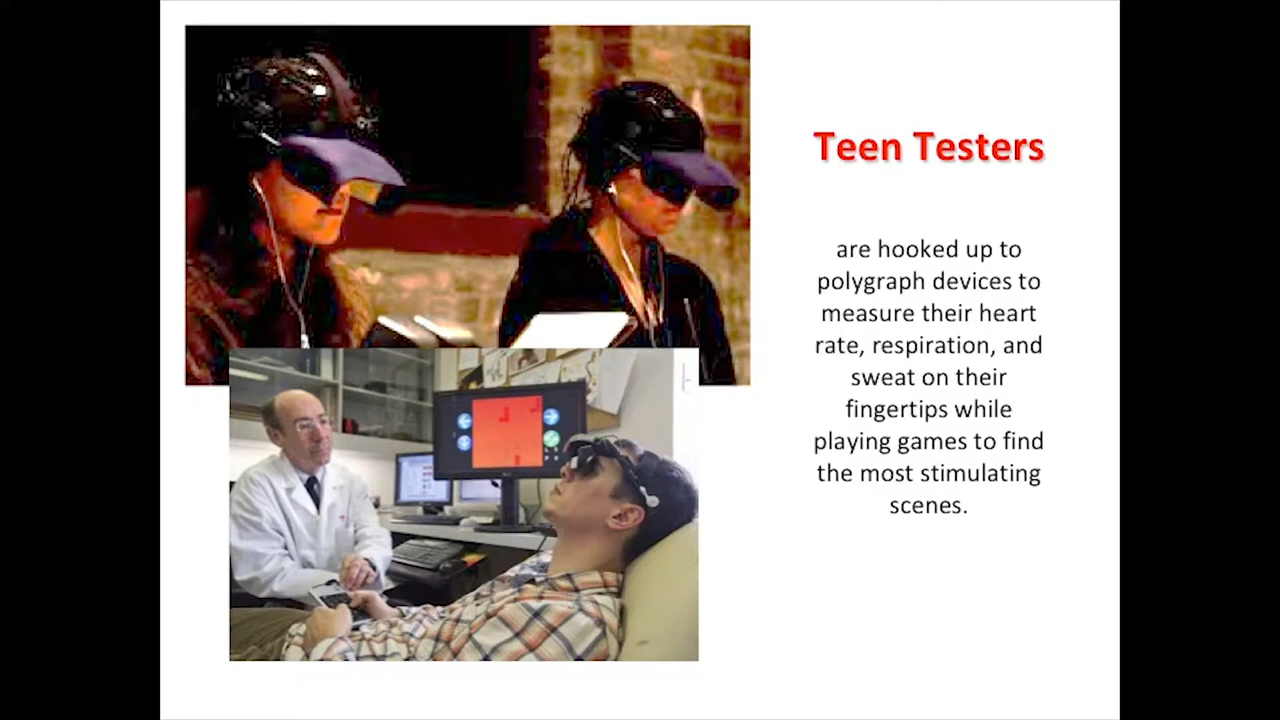 Teen Testers
are hooked up to
polygraph devices to
measure their heart
rate, respiration, and
sweat on their
fingertips while
playing games to find
the most stimulating
scenes.